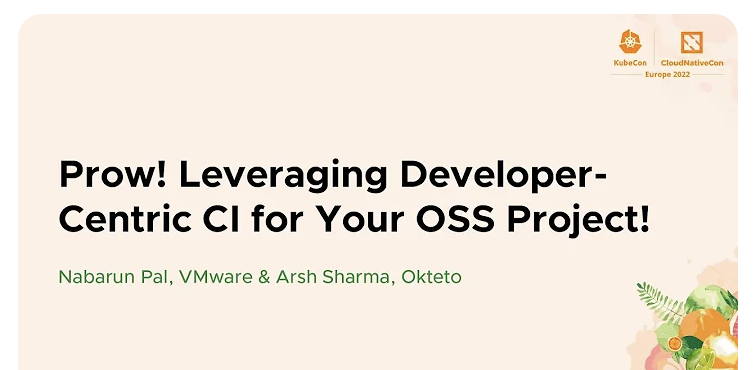 KubeCon
CloudNativeCon
Europe 2022
Prow! Leveraging Developer-
Centric CI for Your OSS Project!
Nabarun Pal, VMware & Arsh Sharma, Okteto